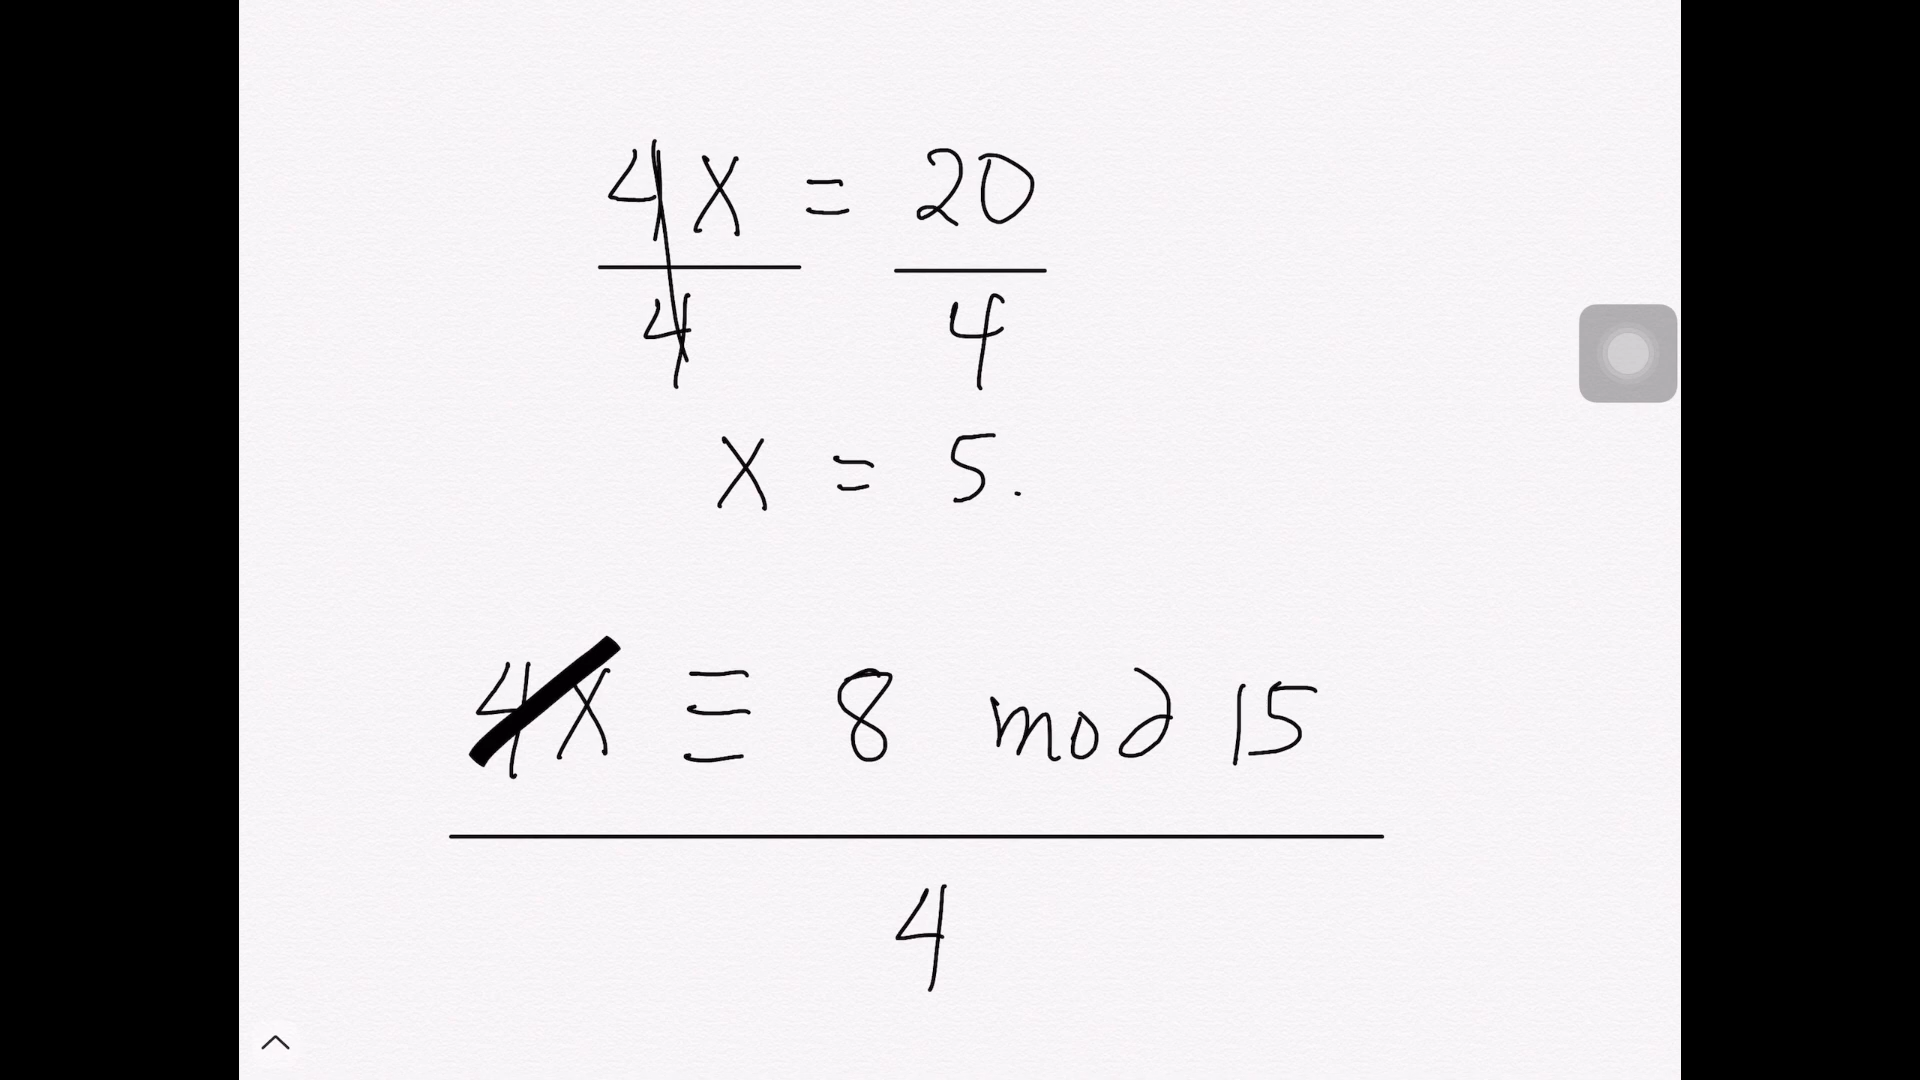 4x = 20
4 4
x = 5.
4x ≡ 8 mod 15
4